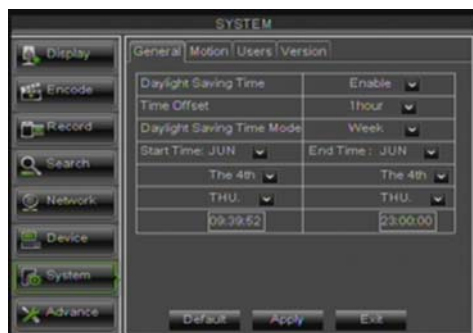 SYSTEM
Display
Encode
Record
Search
Network
Device
System
Advance
General Motion Users Version
Daylight Saving Time Enable
Time Offset 1hour
Daylight Saving Time Mode Week
Start Time: JUN End Time: JUN
The 4th The 4th
THU. THU.
09:39:52 23:00:00
Default Apply Exit